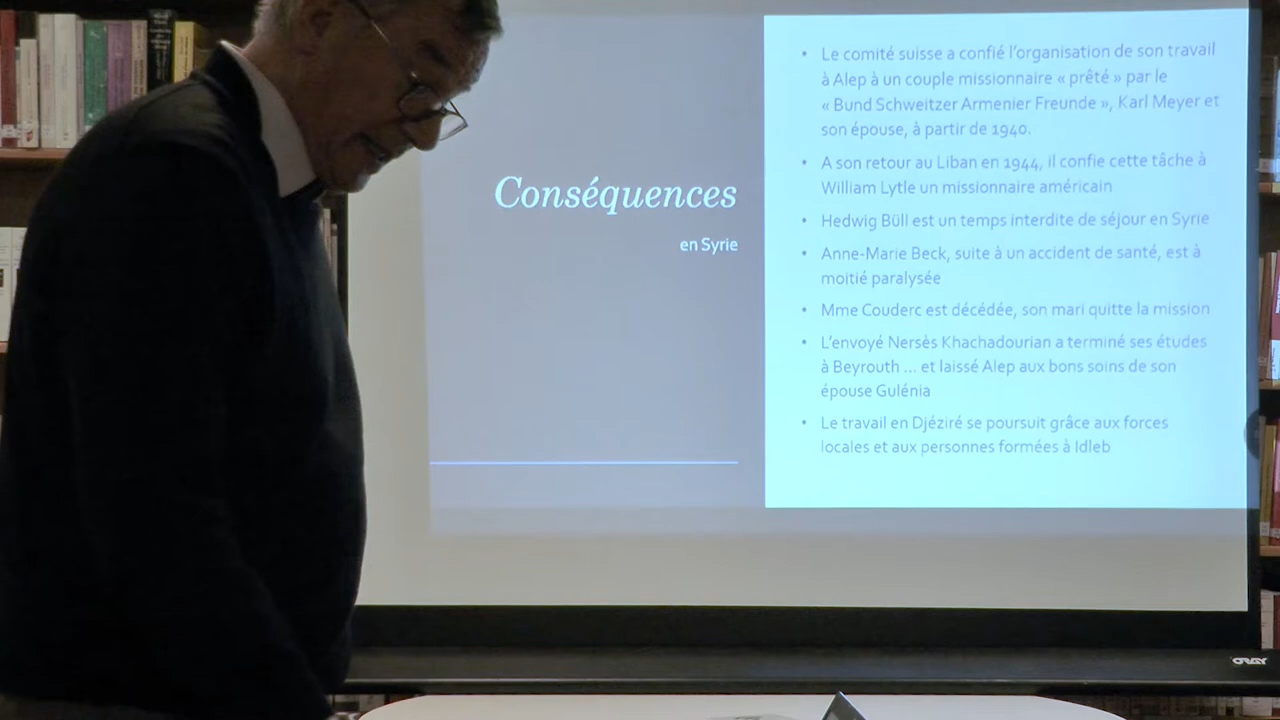 Conséquences
en Syrie
• Le comité suisse a confié l'organisation de son travail
à Alep à un couple missionnaire « prêté » par le
« Bund Schweitzer Armenier Freunde », Karl Meyer et
son épouse, à partir de 1940.
• A son retour au Liban en 1944, il confie cette tâche à
William Lytle un missionnaire américain
• Hedwig Büll est un temps interdite de séjour en Syrie
• Anne-Marie Beck, suite à un accident de santé, est à
moitié paralysée
• Mme Couderc est décédée, son mari quitte la mission
• L'envoyé Nersès Khachadourian a terminé ses études
à Beyrouth ... et laissé Alep aux bons soins de son
épouse Gulénia
• Le travail en Djéziré se poursuit grâce aux forces
locales et aux personnes formées à Idleb
ORAY